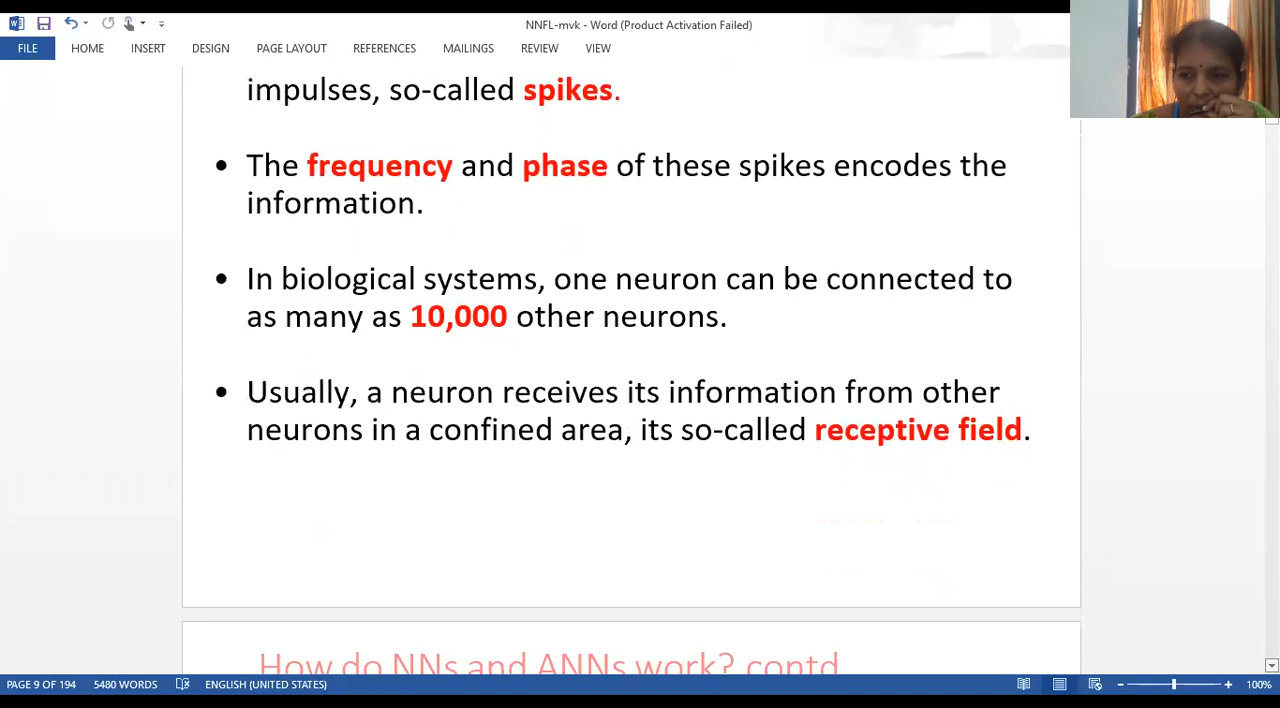 NNFL-mvk - Word (Product Activation Failed)
FILE HOME INSERT DESIGN PAGE LAYOUT REFERENCES MAILINGS REVIEW VIEW
impulses, so-called spikes.
• The frequency and phase of these spikes encodes the
information.
• In biological systems, one neuron can be connected to
as many as 10,000 other neurons.
• Usually, a neuron receives its information from other
neurons in a confined area, its so-called receptive field.
How do NNs and ANNs work? contd
PAGE 9 OF 194 5480 WORDS ENGLISH (UNITED STATES) 100%